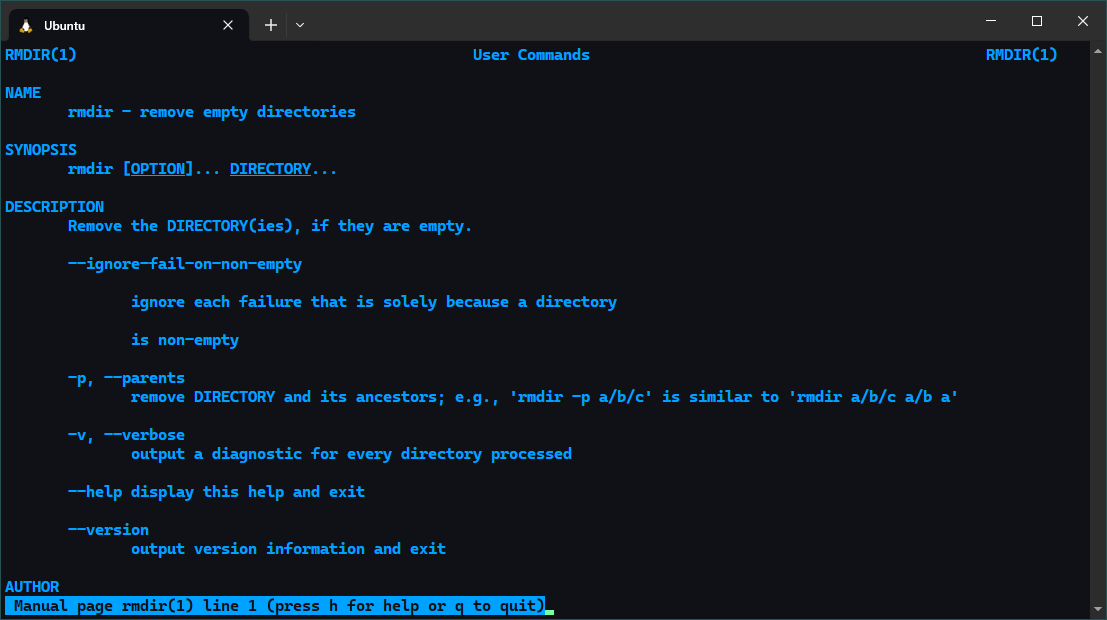 Ubuntu
RMDIR(1) User Commands RMDIR(1)
NAME
rmdir - remove empty directories
SYNOPSIS
rmdir [OPTION]... DIRECTORY...
DESCRIPTION
Remove the DIRECTORY(ies), if they are empty.
--ignore-fail-on-non-empty
ignore each failure that is solely because a directory
is non-empty
-p, --parents
remove DIRECTORY and its ancestors; e.g., 'rmdir -p a/b/c' is similar to 'rmdir a/b/c a/b a'
-v, --verbose
output a diagnostic for every directory processed
--help display this help and exit
--version
output version information and exit
AUTHOR
Manual page rmdir(1) line 1 (press h for help or q to quit)